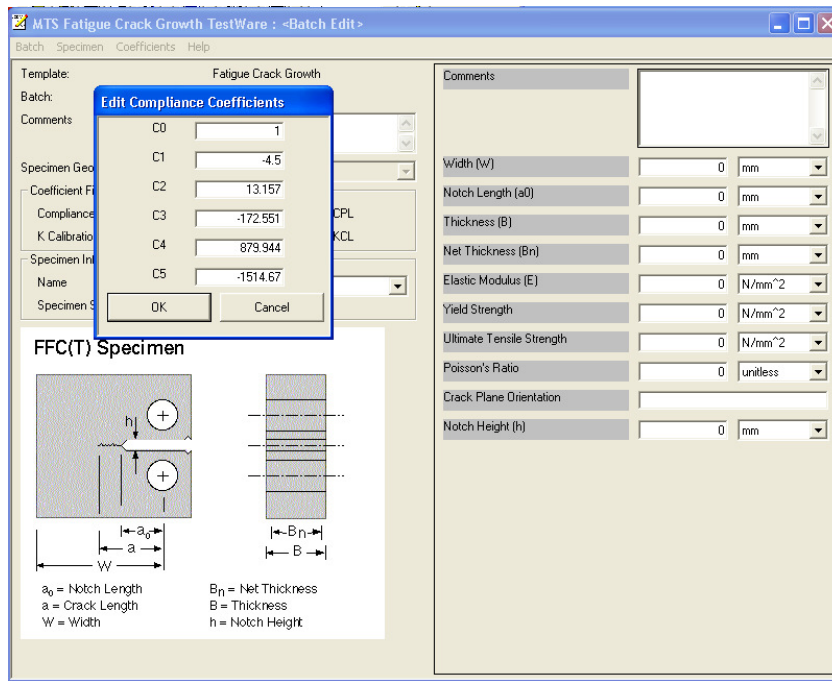 MTS Fatigue Crack Growth TestWare : <Batch Edit>
Batch Specimen Coefficients Help
Template: Fatigue Crack Growth
Batch:
Comments
Specimen Geo
Coefficient Fi
Compliance CPL
K Calibratio KCL
Specimen In
Name
Specimen S
Edit Compliance Coefficients
C0 1
C1 -4.5
C2 13.157
C3 -172.551
C4 879.944
C5 -1514.67
OK Cancel
FFC(T) Specimen
h
a0
Bn
a
B
W
a0 = Notch Length
a = Crack Length
W = Width
Bn = Net Thickness
B = Thickness
h = Notch Height
Comments
Width (W) 0 mm
Notch Length (a0) 0 mm
Thickness (B) 0 mm
Net Thickness (Bn) 0 mm
Elastic Modulus (E) 0 N/mm^2
Yield Strength 0 N/mm^2
Ultimate Tensile Strength 0 N/mm^2
Poisson's Ratio 0 unitless
Crack Plane Orientation
Notch Height (h) 0 mm